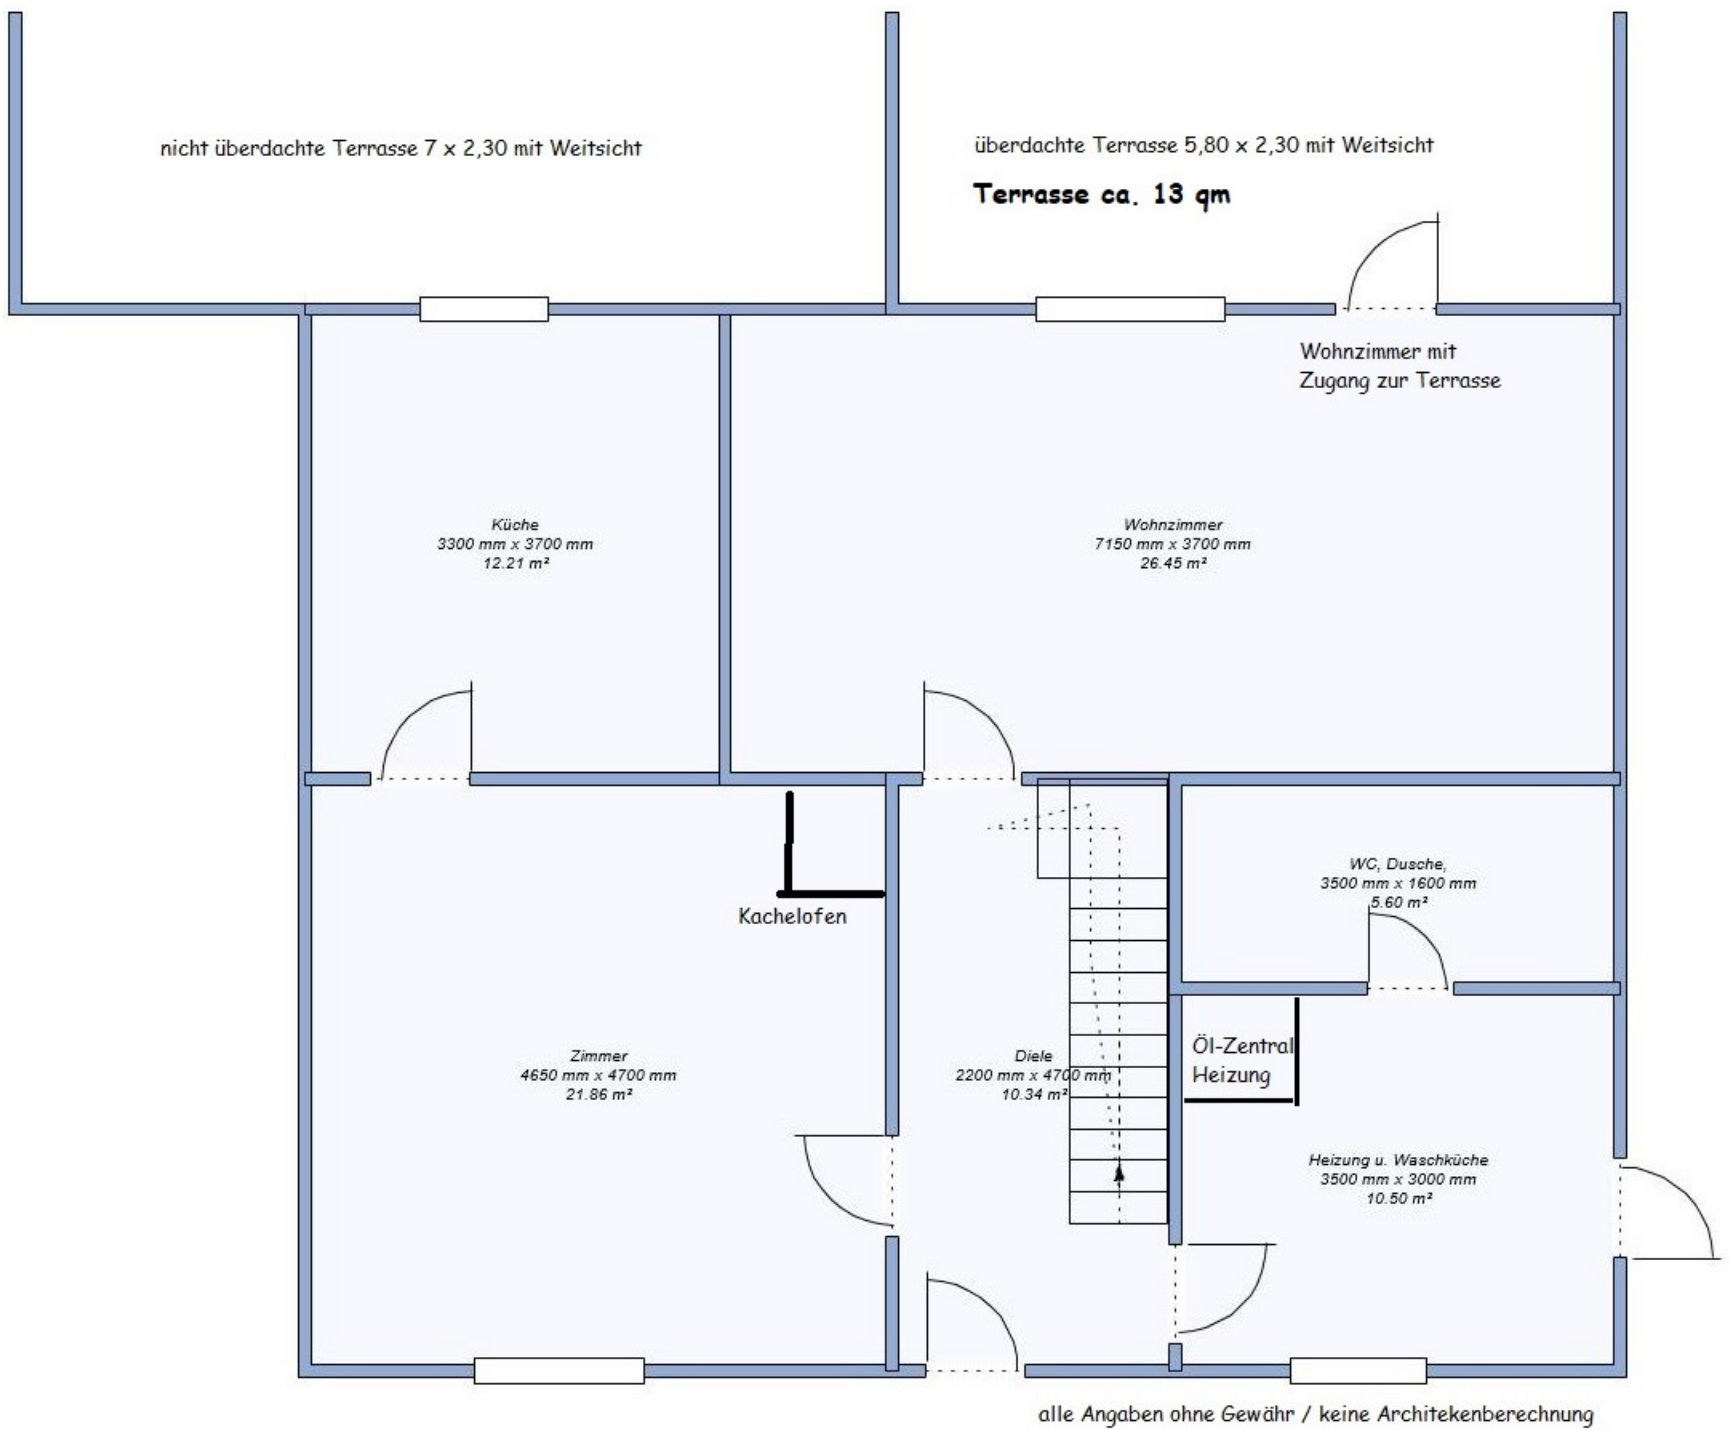 nicht überdachte Terrasse 7 x 2,30 mit Weitsicht
überdachte Terrasse 5,80 x 2,30 mit Weitsicht
Terrasse ca. 13 qm
Wohnzimmer mit
Zugang zur Terrasse
Küche
3300 mm x 3700 mm
12.21 m²
Wohnzimmer
7150 mm x 3700 mm
26.45 m²
Kachelofen
WC, Dusche,
3500 mm x 1600 mm
5.60 m²
Zimmer
4650 mm x 4700 mm
21.86 m²
Diele
2200 mm x 4700 mm
10.34 m²
Öl-Zentral
Heizung
Heizung u. Waschküche
3500 mm x 3000 mm
10.50 m²
alle Angaben ohne Gewähr / keine Architekenberechnung